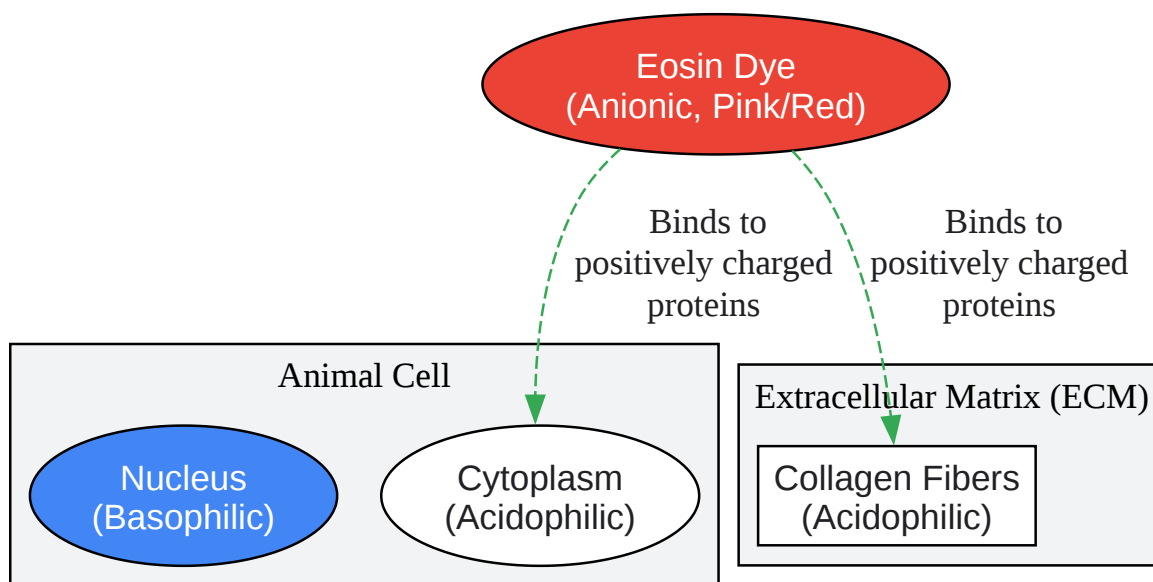 Eosin Dye
(Anionic, Pink/Red)
Binds to
positively charged
proteins
Binds to
positively charged
proteins
Animal Cell
Extracellular Matrix (ECM)
Nucleus
(Basophilic)
Cytoplasm
(Acidophilic)
Collagen Fibers
(Acidophilic)